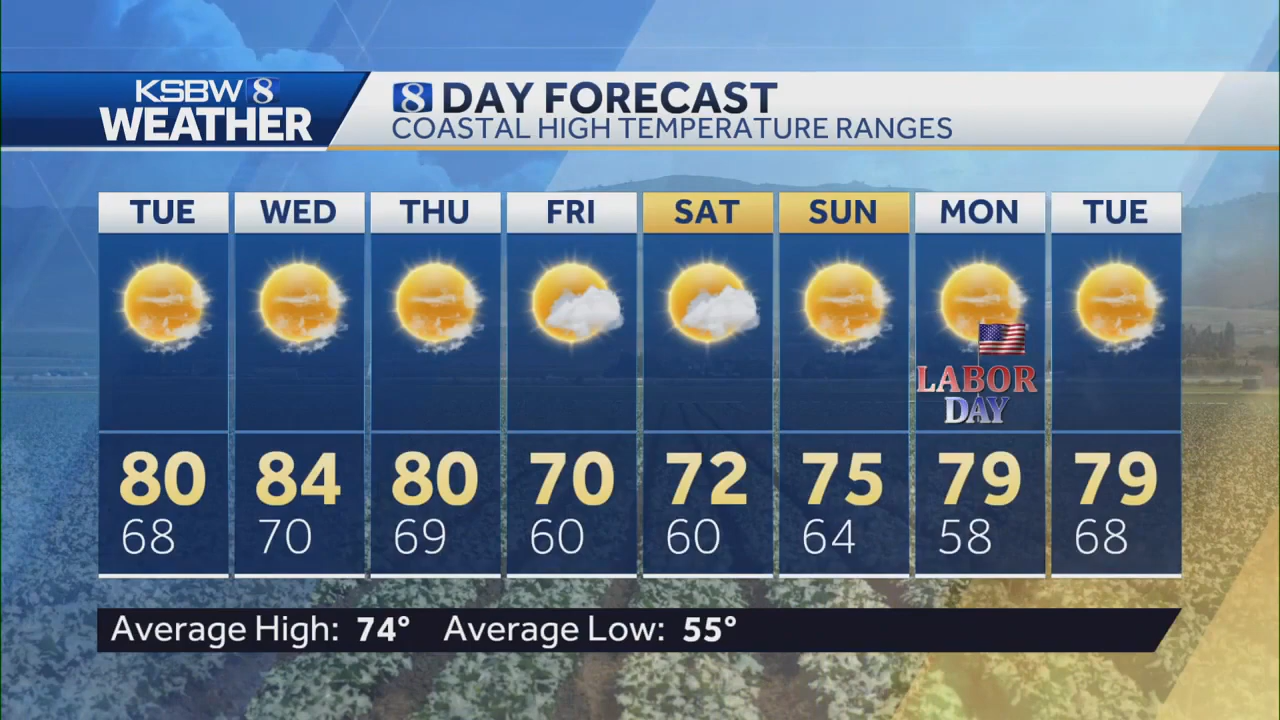 KSBW 8
WEATHER
8 DAY FORECAST
COASTAL HIGH TEMPERATURE RANGES
TUE WED THU FRI SAT SUN MON TUE
LABOR
DAY
80 84 80 70 72 75 79 79
68 70 69 60 60 64 58 68
Average High: 74° Average Low: 55°